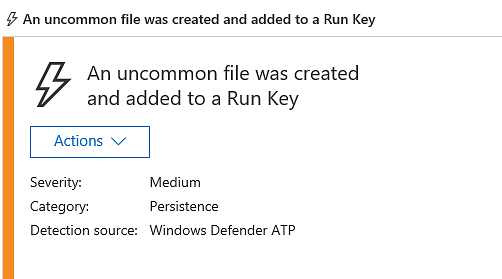 An uncommon file was created and added to a Run Key
An uncommon file was created
and added to a Run Key
Actions
Severity: Medium
Category: Persistence
Detection source: Windows Defender ATP